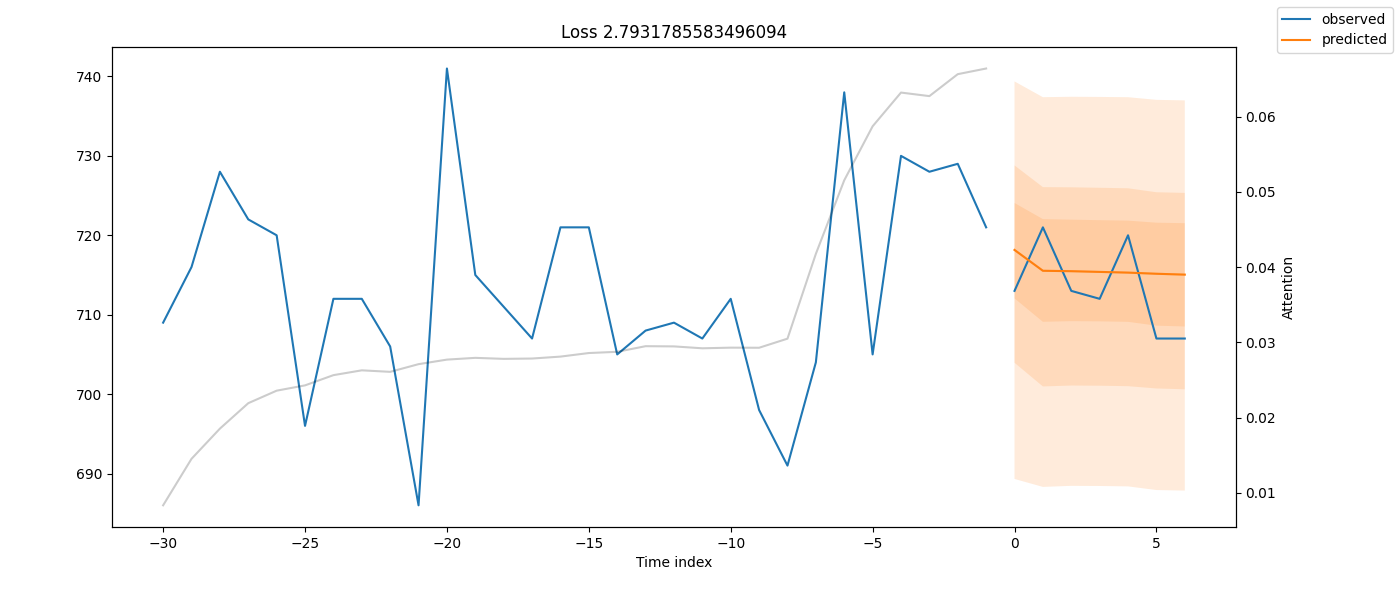 Loss 2.7931785583496094
observed
predicted
740
730
720
710
700
690
0.06
0.05
0.04
0.03
0.02
0.01
Attention
−30 −25 −20 −15 −10 −5 0 5
Time index